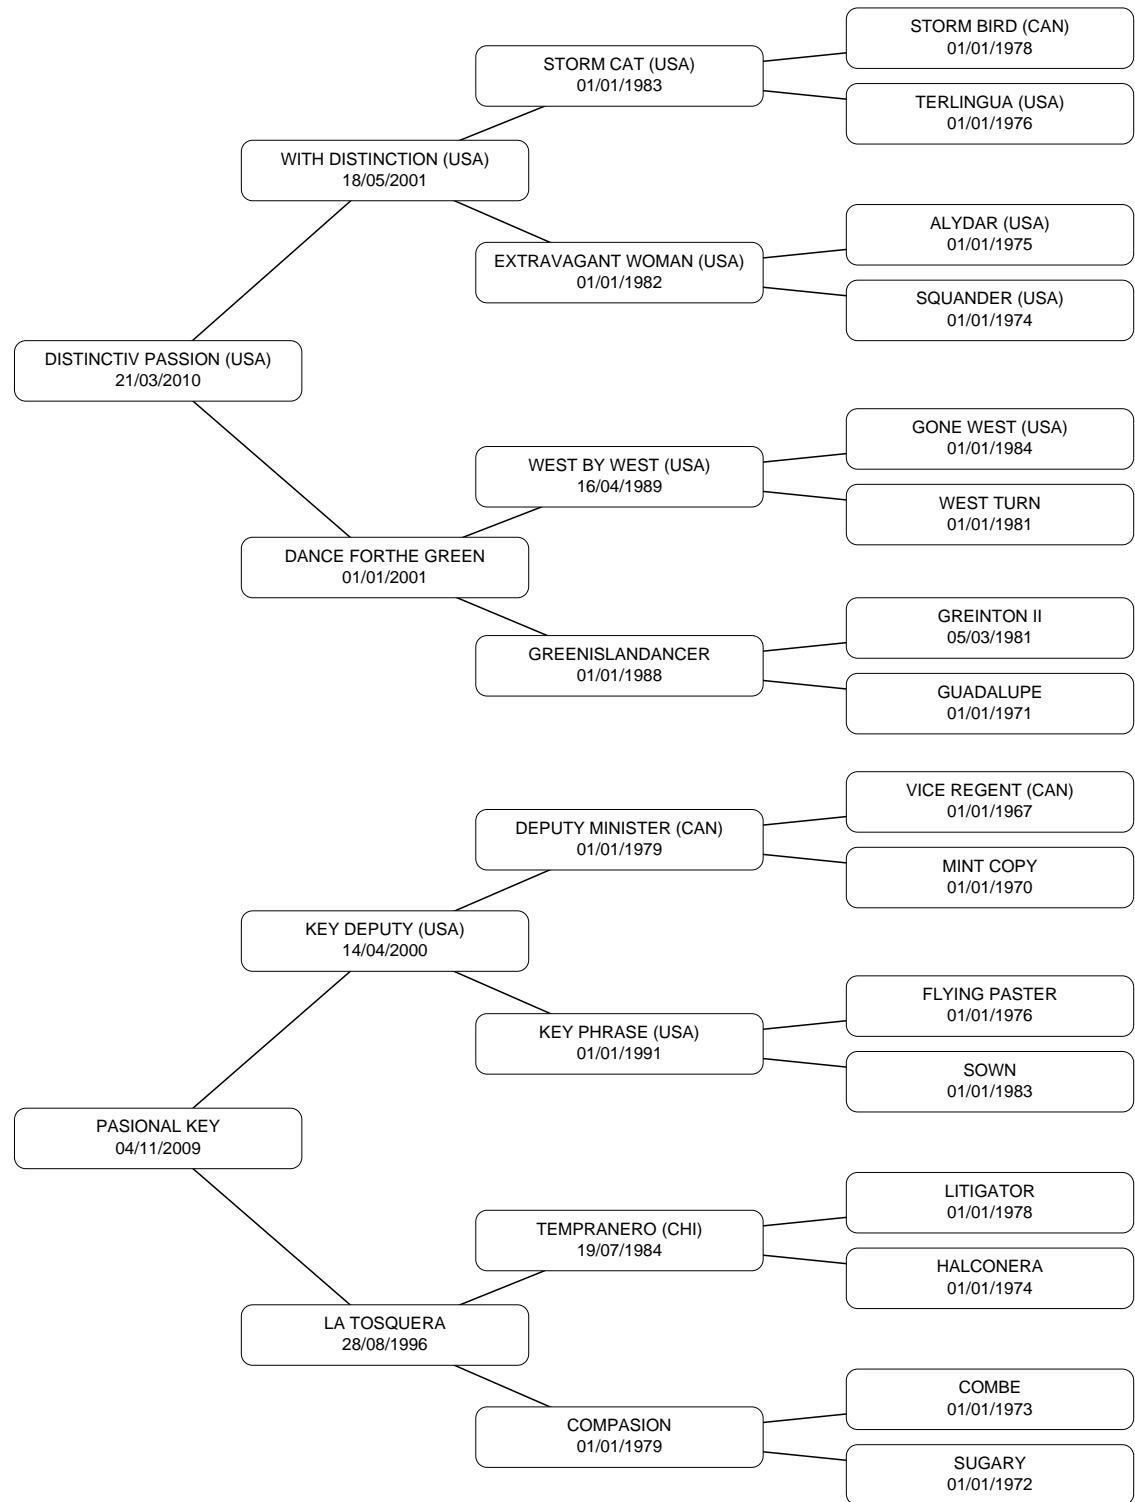 STORM BIRD (CAN)
01/01/1978
STORM CAT (USA)
01/01/1983
TERLINGUA (USA)
01/01/1976
WITH DISTINCTION (USA)
18/05/2001
ALYDAR (USA)
01/01/1975
EXTRAVAGANT WOMAN (USA)
01/01/1982
SQUANDER (USA)
01/01/1974
DISTINCTIV PASSION (USA)
21/03/2010
GONE WEST (USA)
01/01/1984
WEST BY WEST (USA)
16/04/1989
WEST TURN
01/01/1981
DANCE FORTHE GREEN
01/01/2001
GREINTON II
05/03/1981
GREENISLANDANCER
01/01/1988
GUADALUPE
01/01/1971
VICE REGENT (CAN)
01/01/1967
DEPUTY MINISTER (CAN)
01/01/1979
MINT COPY
01/01/1970
KEY DEPUTY (USA)
14/04/2000
FLYING PASTER
01/01/1976
KEY PHRASE (USA)
01/01/1991
SOWN
01/01/1983
PASIONAL KEY
04/11/2009
LITIGATOR
01/01/1978
TEMPRANERO (CHI)
19/07/1984
HALCONERA
01/01/1974
LA TOSQUERA
28/08/1996
COMBE
01/01/1973
COMPASION
01/01/1979
SUGARY
01/01/1972